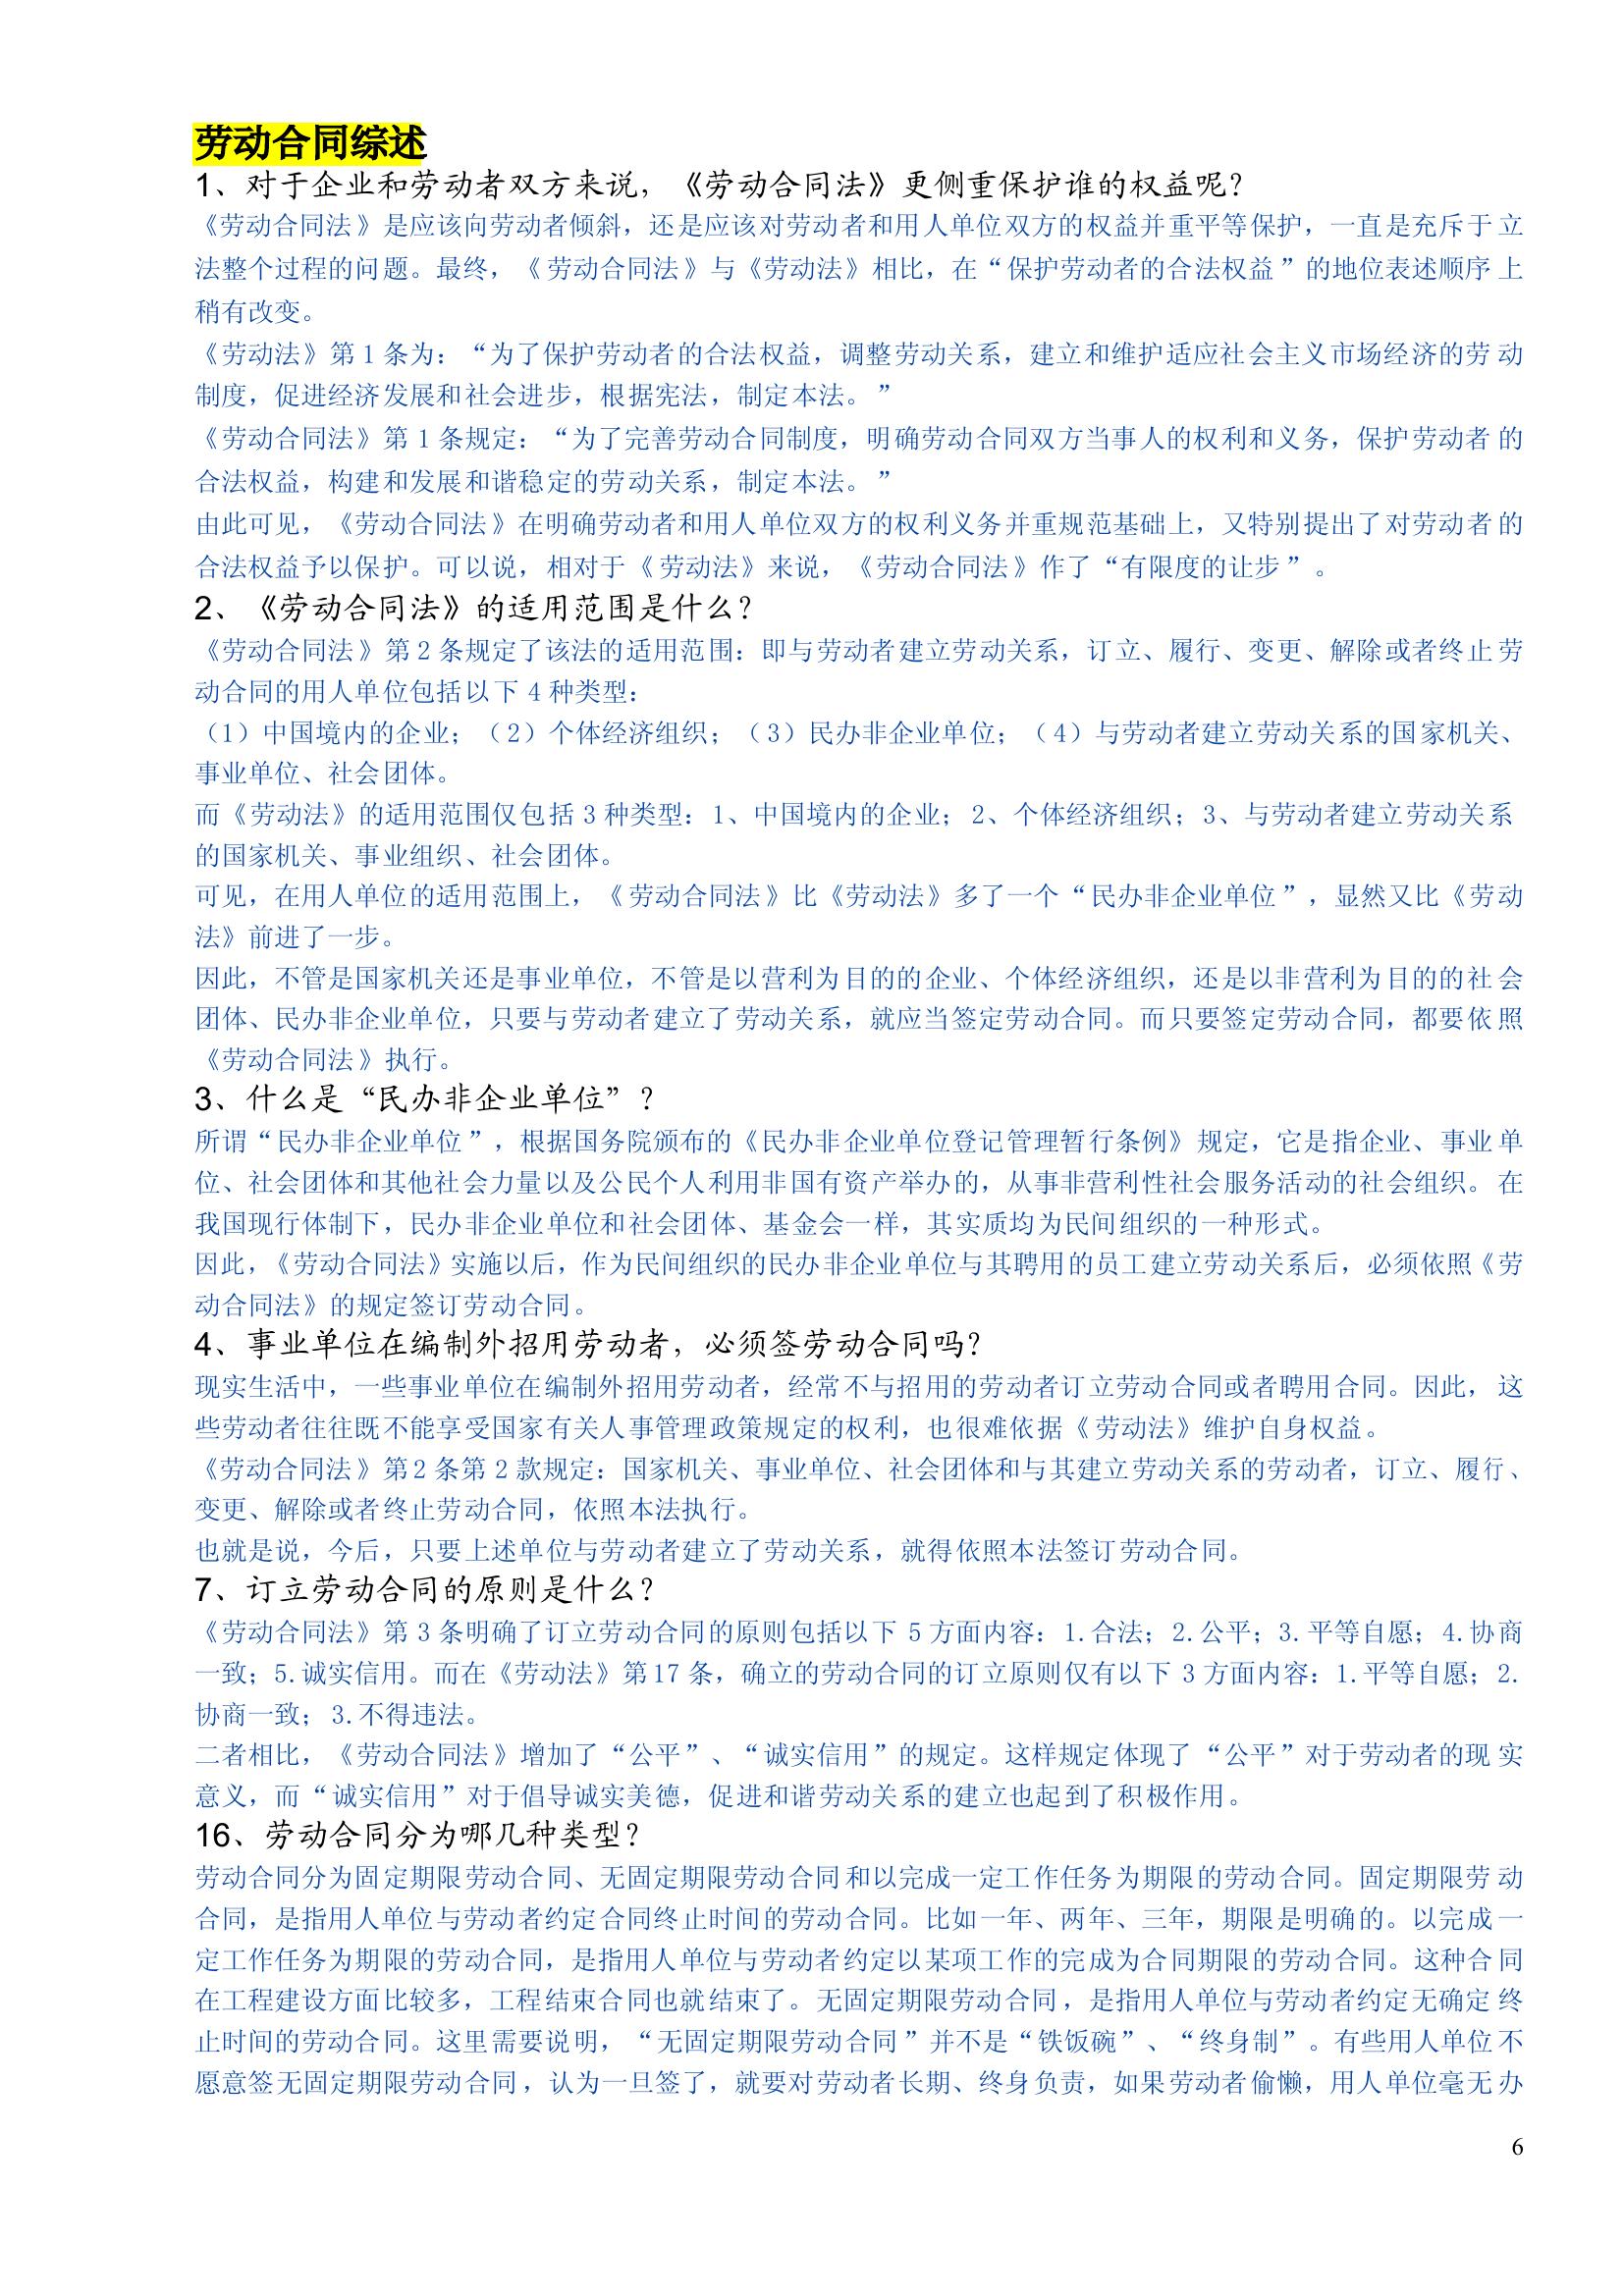 劳动合同综述
1、对于企业和劳动者双方来说，《劳动合同法》更侧重保护谁的权益呢？
《劳动合同法》是应该向劳动者倾斜，还是应该对劳动者和用人单位双方的权益并重平等保护，一直是充斥于立
法整个过程的问题。最终，《劳动合同法》与《劳动法》相比，在“保护劳动者的合法权益”的地位表述顺序上
稍有改变。
《劳动法》第1条为：“为了保护劳动者的合法权益，调整劳动关系，建立和维护适应社会主义市场经济的劳动
制度，促进经济发展和社会进步，根据宪法，制定本法。”
《劳动合同法》第1条规定：“为了完善劳动合同制度，明确劳动合同双方当事人的权利和义务，保护劳动者的
合法权益，构建和发展和谐稳定的劳动关系，制定本法。”
由此可见，《劳动合同法》在明确劳动者和用人单位双方的权利义务并重规范基础上，又特别提出了对劳动者的
合法权益予以保护。可以说，相对于《劳动法》来说，《劳动合同法》作了“有限度的让步”。
2、《劳动合同法》的适用范围是什么？
《劳动合同法》第2条规定了该法的适用范围：即与劳动者建立劳动关系，订立、履行、变更、解除或者终止劳
动合同的用人单位包括以下4种类型：
（1）中国境内的企业；（2）个体经济组织；（3）民办非企业单位；（4）与劳动者建立劳动关系的国家机关、
事业单位、社会团体。
而《劳动法》的适用范围仅包括3种类型：1、中国境内的企业；2、个体经济组织；3、与劳动者建立劳动关系
的国家机关、事业组织、社会团体。
可见，在用人单位的适用范围上，《劳动合同法》比《劳动法》多了一个“民办非企业单位”，显然又比《劳动
法》前进了一步。
因此，不管是国家机关还是事业单位，不管是以营利为目的的企业、个体经济组织，还是以非营利为目的的社会
团体、民办非企业单位，只要与劳动者建立了劳动关系，就应当签定劳动合同。而只要签定劳动合同，都要依照
《劳动合同法》执行。
3、什么是“民办非企业单位”？
所谓“民办非企业单位”，根据国务院颁布的《民办非企业单位登记管理暂行条例》规定，它是指企业、事业单
位、社会团体和其他社会力量以及公民个人利用非国有资产举办的，从事非营利性社会服务活动的社会组织。在
我国现行体制下，民办非企业单位和社会团体、基金会一样，其实质均为民间组织的一种形式。
因此，《劳动合同法》实施以后，作为民间组织的民办非企业单位与其聘用的员工建立劳动关系后，必须依照《劳
动合同法》的规定签订劳动合同。
4、事业单位在编制外招用劳动者，必须签劳动合同吗？
现实生活中，一些事业单位在编制外招用劳动者，经常不与招用的劳动者订立劳动合同或者聘用合同。因此，这
些劳动者往往既不能享受国家有关人事管理政策规定的权利，也很难依据《劳动法》维护自身权益。
《劳动合同法》第2条第2款规定：国家机关、事业单位、社会团体和与其建立劳动关系的劳动者，订立、履行、
变更、解除或者终止劳动合同，依照本法执行。
也就是说，今后，只要上述单位与劳动者建立了劳动关系，就得依照本法签订劳动合同。
7、订立劳动合同的原则是什么？
《劳动合同法》第3条明确了订立劳动合同的原则包括以下5方面内容：1.合法；2.公平；3.平等自愿；4.协商
一致；5.诚实信用。而在《劳动法》第17条，确立的劳动合同的订立原则仅有以下3方面内容：1.平等自愿；2.
协商一致；3.不得违法。
二者相比，《劳动合同法》增加了“公平”、“诚实信用”的规定。这样规定体现了“公平”对于劳动者的现实
意义，而“诚实信用”对于倡导诚实美德，促进和谐劳动关系的建立也起到了积极作用。
16、劳动合同分为哪几种类型？
劳动合同分为固定期限劳动合同、无固定期限劳动合同和以完成一定工作任务为期限的劳动合同。固定期限劳动
合同，是指用人单位与劳动者约定合同终止时间的劳动合同。比如一年、两年、三年，期限是明确的。以完成一
定工作任务为期限的劳动合同，是指用人单位与劳动者约定以某项工作的完成为合同期限的劳动合同。这种合同
在工程建设方面比较多，工程结束合同也就结束了。无固定期限劳动合同，是指用人单位与劳动者约定无确定终
止时间的劳动合同。这里需要说明，“无固定期限劳动合同”并不是“铁饭碗”、“终身制”。有些用人单位不
愿意签无固定期限劳动合同，认为一旦签了，就要对劳动者长期、终身负责，如果劳动者偷懒，用人单位毫无办
6